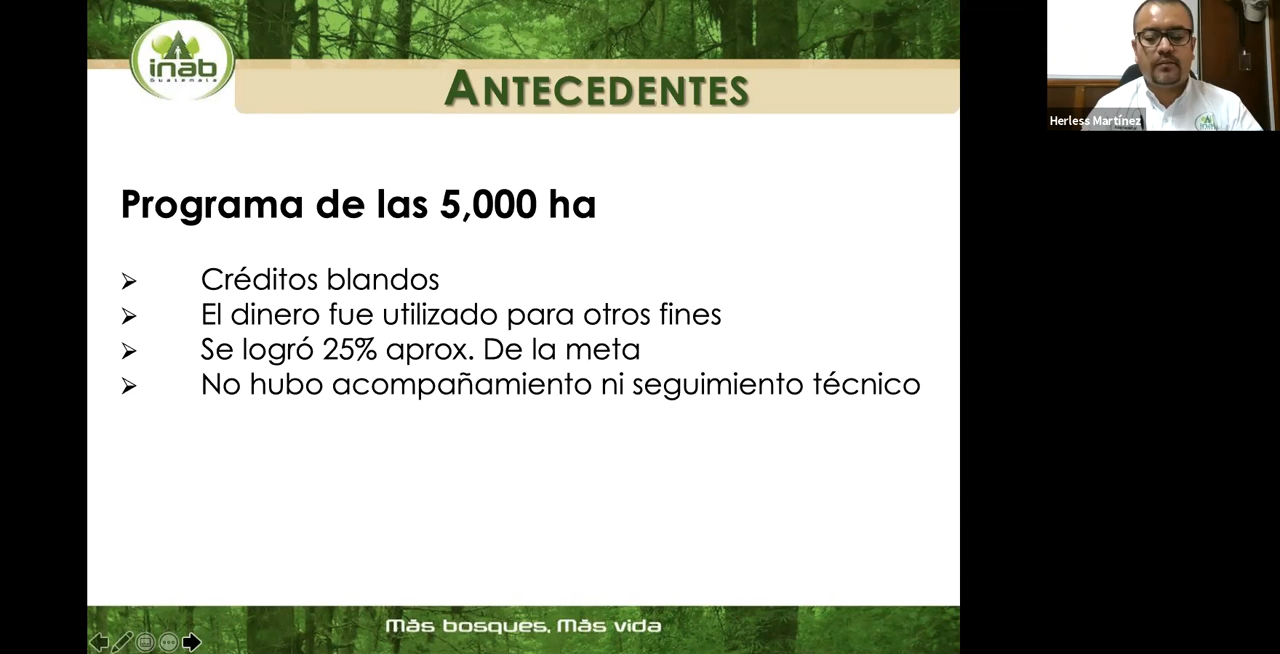 inab
Guatemala
ANTECEDENTES
Herless Martínez
Programa de las 5,000 ha
Créditos blandos
El dinero fue utilizado para otros fines
Se logró 25% aprox. De la meta
No hubo acompañamiento ni seguimiento técnico
Más bosques, Más vida